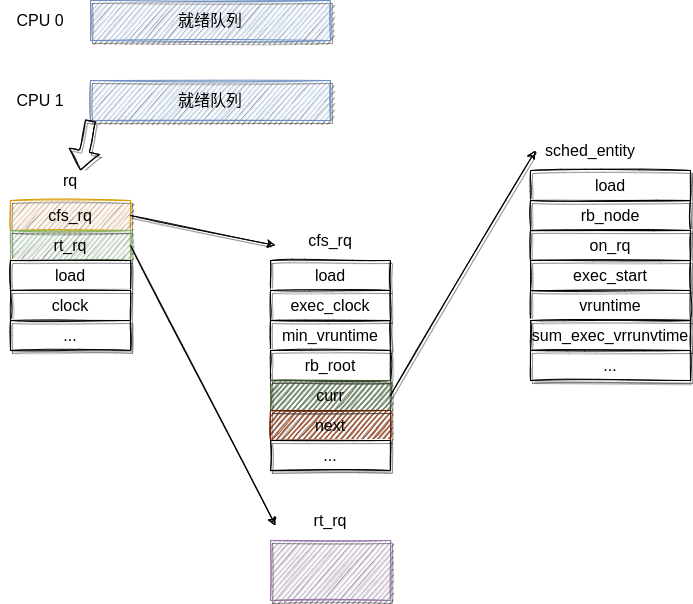 CPU 0
就绪队列
CPU 1
就绪队列
rq
cfs_rq
rt_rq
load
clock
...
cfs_rq
load
exec_clock
min_vruntime
rb_root
curr
next
...
rt_rq
sched_entity
load
rb_node
on_rq
exec_start
vruntime
sum_exec_vrrunvtime
...